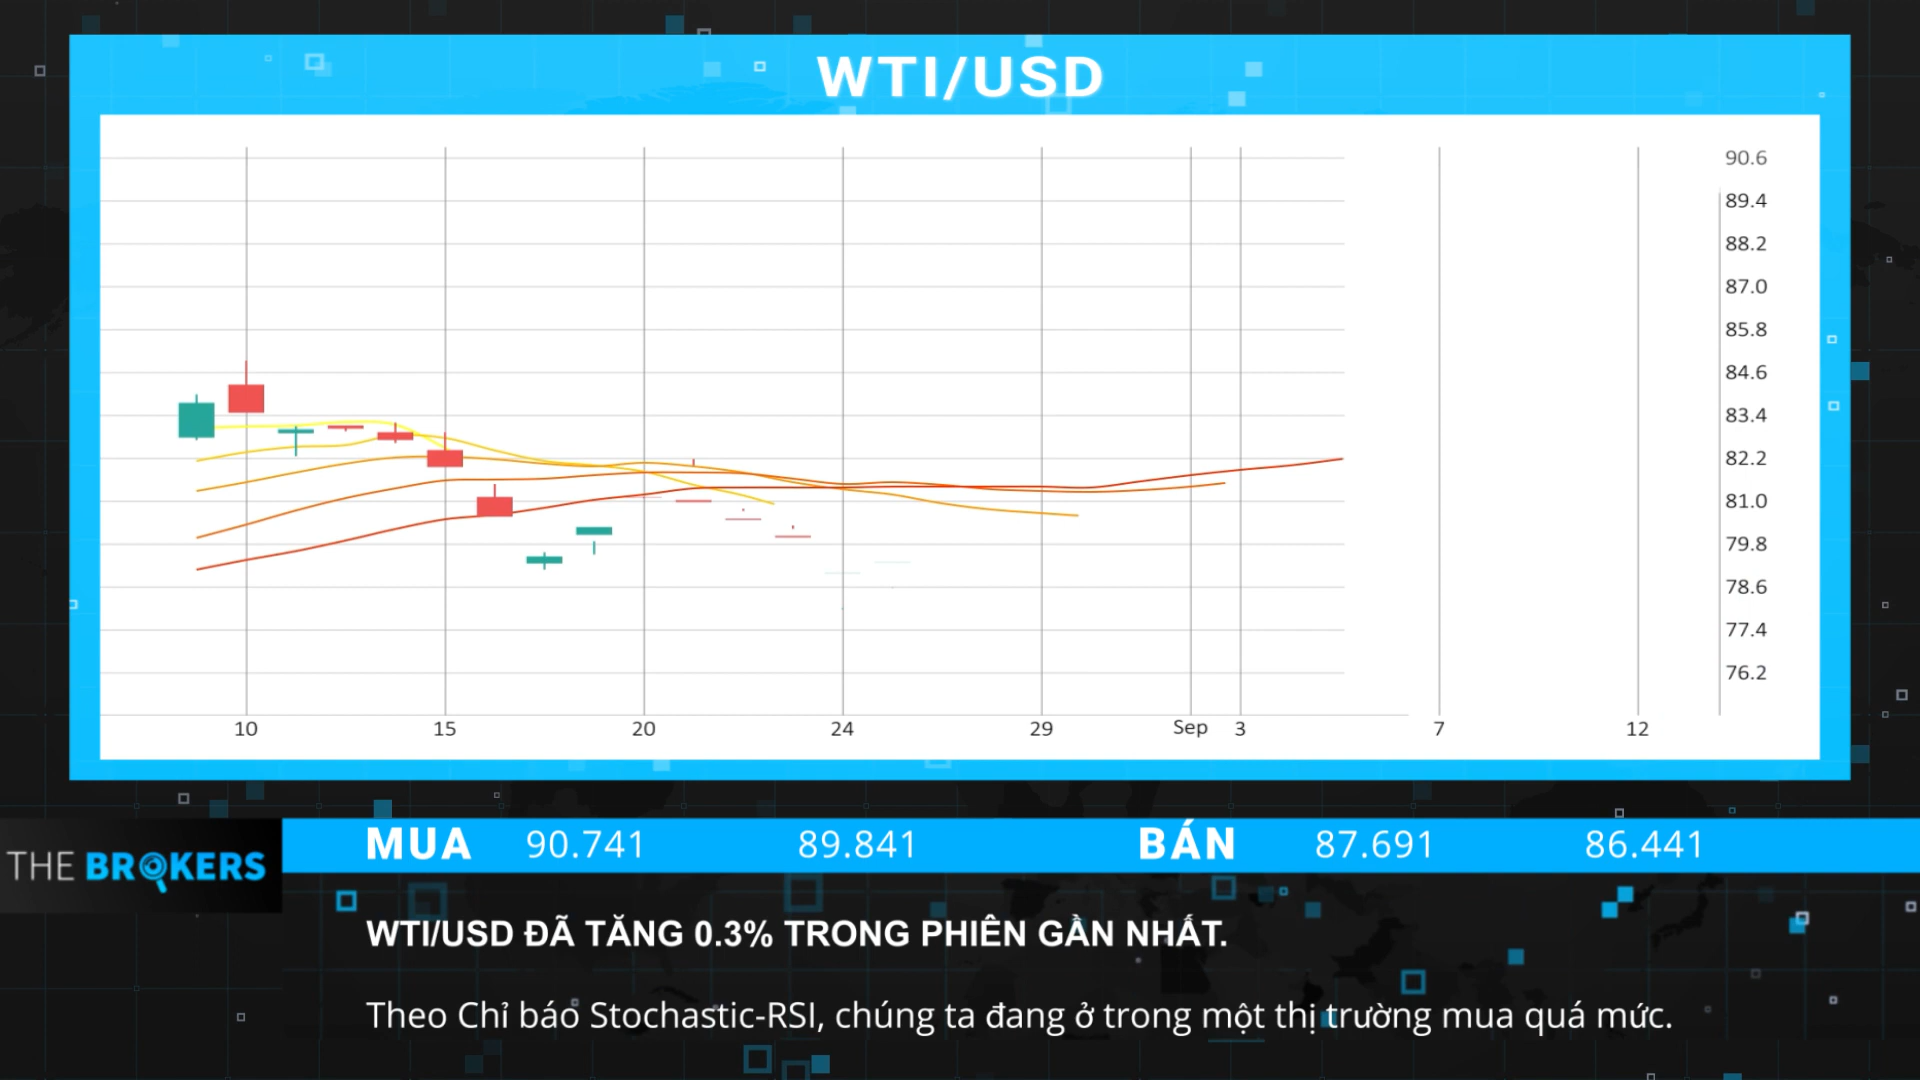 WTI/USD
90.6
89.4
88.2
87.0
85.8
84.6
83.4
82.2
81.0
79.8
78.6
77.4
76.2
10 15 20 24 29 Sep 3 7 12
THE BROKERS
MUA 90.741 89.841 BÁN 87.691 86.441
WTI/USD ĐÃ TĂNG 0.3% TRONG PHIÊN GẦN NHẤT.
Theo Chỉ báo Stochastic-RSI, chúng ta đang ở trong một thị trường mua quá mức.